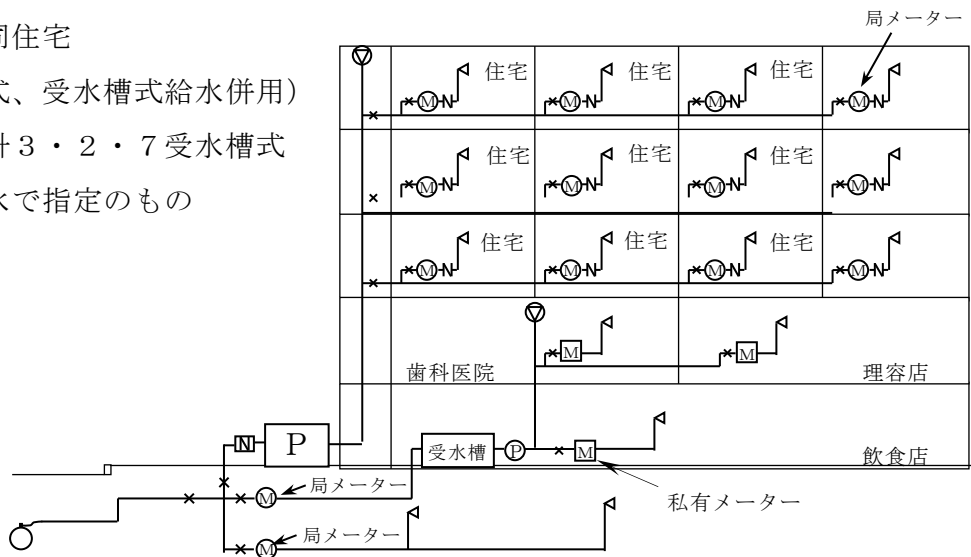 同住宅
式、受水槽式給水併用）
計３・２・７受水槽式
水で指定のもの
局メーター
住宅 住宅 住宅
M N M N M N M N
住宅 住宅 住宅
M N M N M N M N
住宅 住宅 住宅
M N M N M N M N
M M
歯科医院 理容店
N P 受水槽 P M 飲食店
M 局メーター 私有メーター
M 局メーター